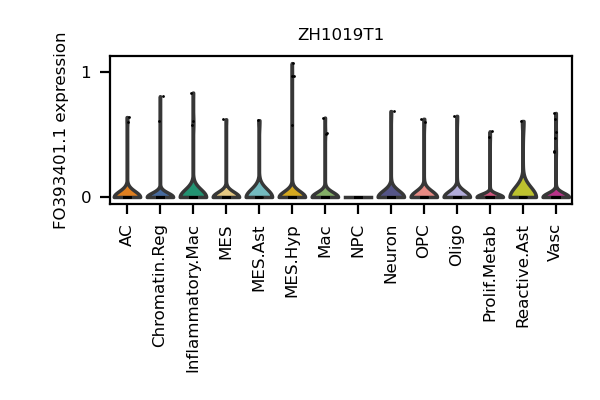 ZH1019T1
FO393401.1 expression
1
0
AC
Chromatin.Reg
Inflammatory.Mac
MES
MES.Ast
MES.Hyp
Mac
NPC
Neuron
OPC
Oligo
Prolif.Metab
Reactive.Ast
Vasc